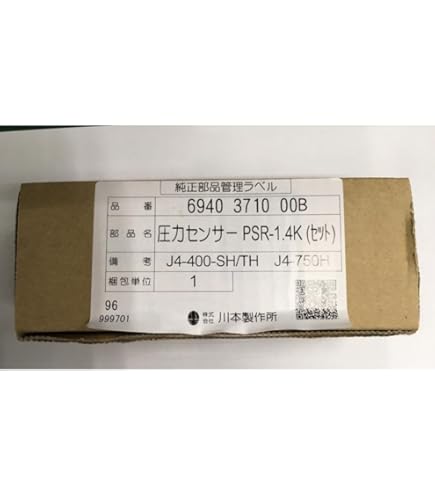 純正部品管理ラベル
品 番 6940 3710 00B
部品名 圧力センサー PSR-1.4K(セット)
備 考 J4-400-SH/TH J4-750H
梱包単位 1
96
999701
株式会社 川本製作所